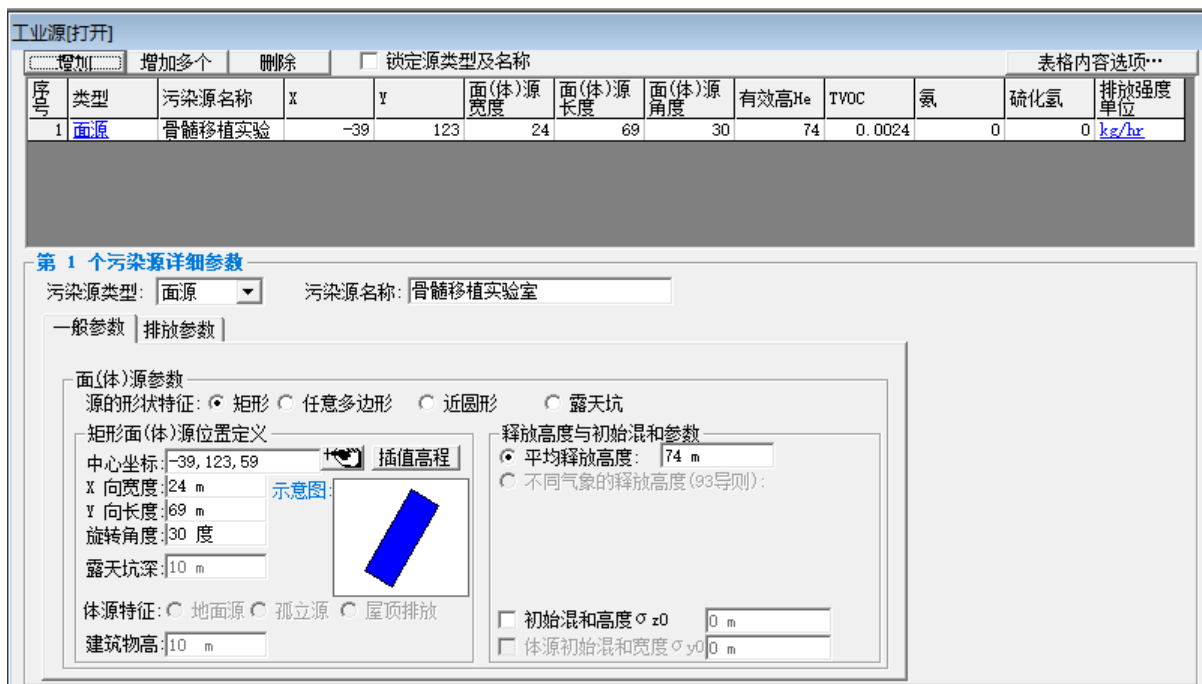 工业源[打开]
增加 增加多个 删除 锁定源类型及名称 表格内容选项…
序号 类型 污染源名称 X Y 面(体)源宽度 面(体)源长度 面(体)源角度 有效高He TVOC 氨 硫化氢 排放强度单位
1 面源 骨髓移植实验 -39 123 24 69 30 74 0.0024 0 0 kg/hr
第 1 个污染源详细参数
污染源类型: 面源 污染源名称: 骨髓移植实验室
一般参数 排放参数
面(体)源参数
源的形状特征: 矩形 任意多边形 近圆形 露天坑
矩形面(体)源位置定义
中心坐标: -39,123,59 插值高程
X 向宽度: 24 m 示意图:
Y 向长度: 69 m
旋转角度: 30 度
露天坑深: 10 m
体源特征: 地面源 孤立源 屋顶排放
建筑物高: 10 m
释放高度与初始混和参数
平均释放高度: 74 m
不同气象的释放高度(93导则):
初始混和高度σz0 0 m
体源初始混和宽度σy0 0 m